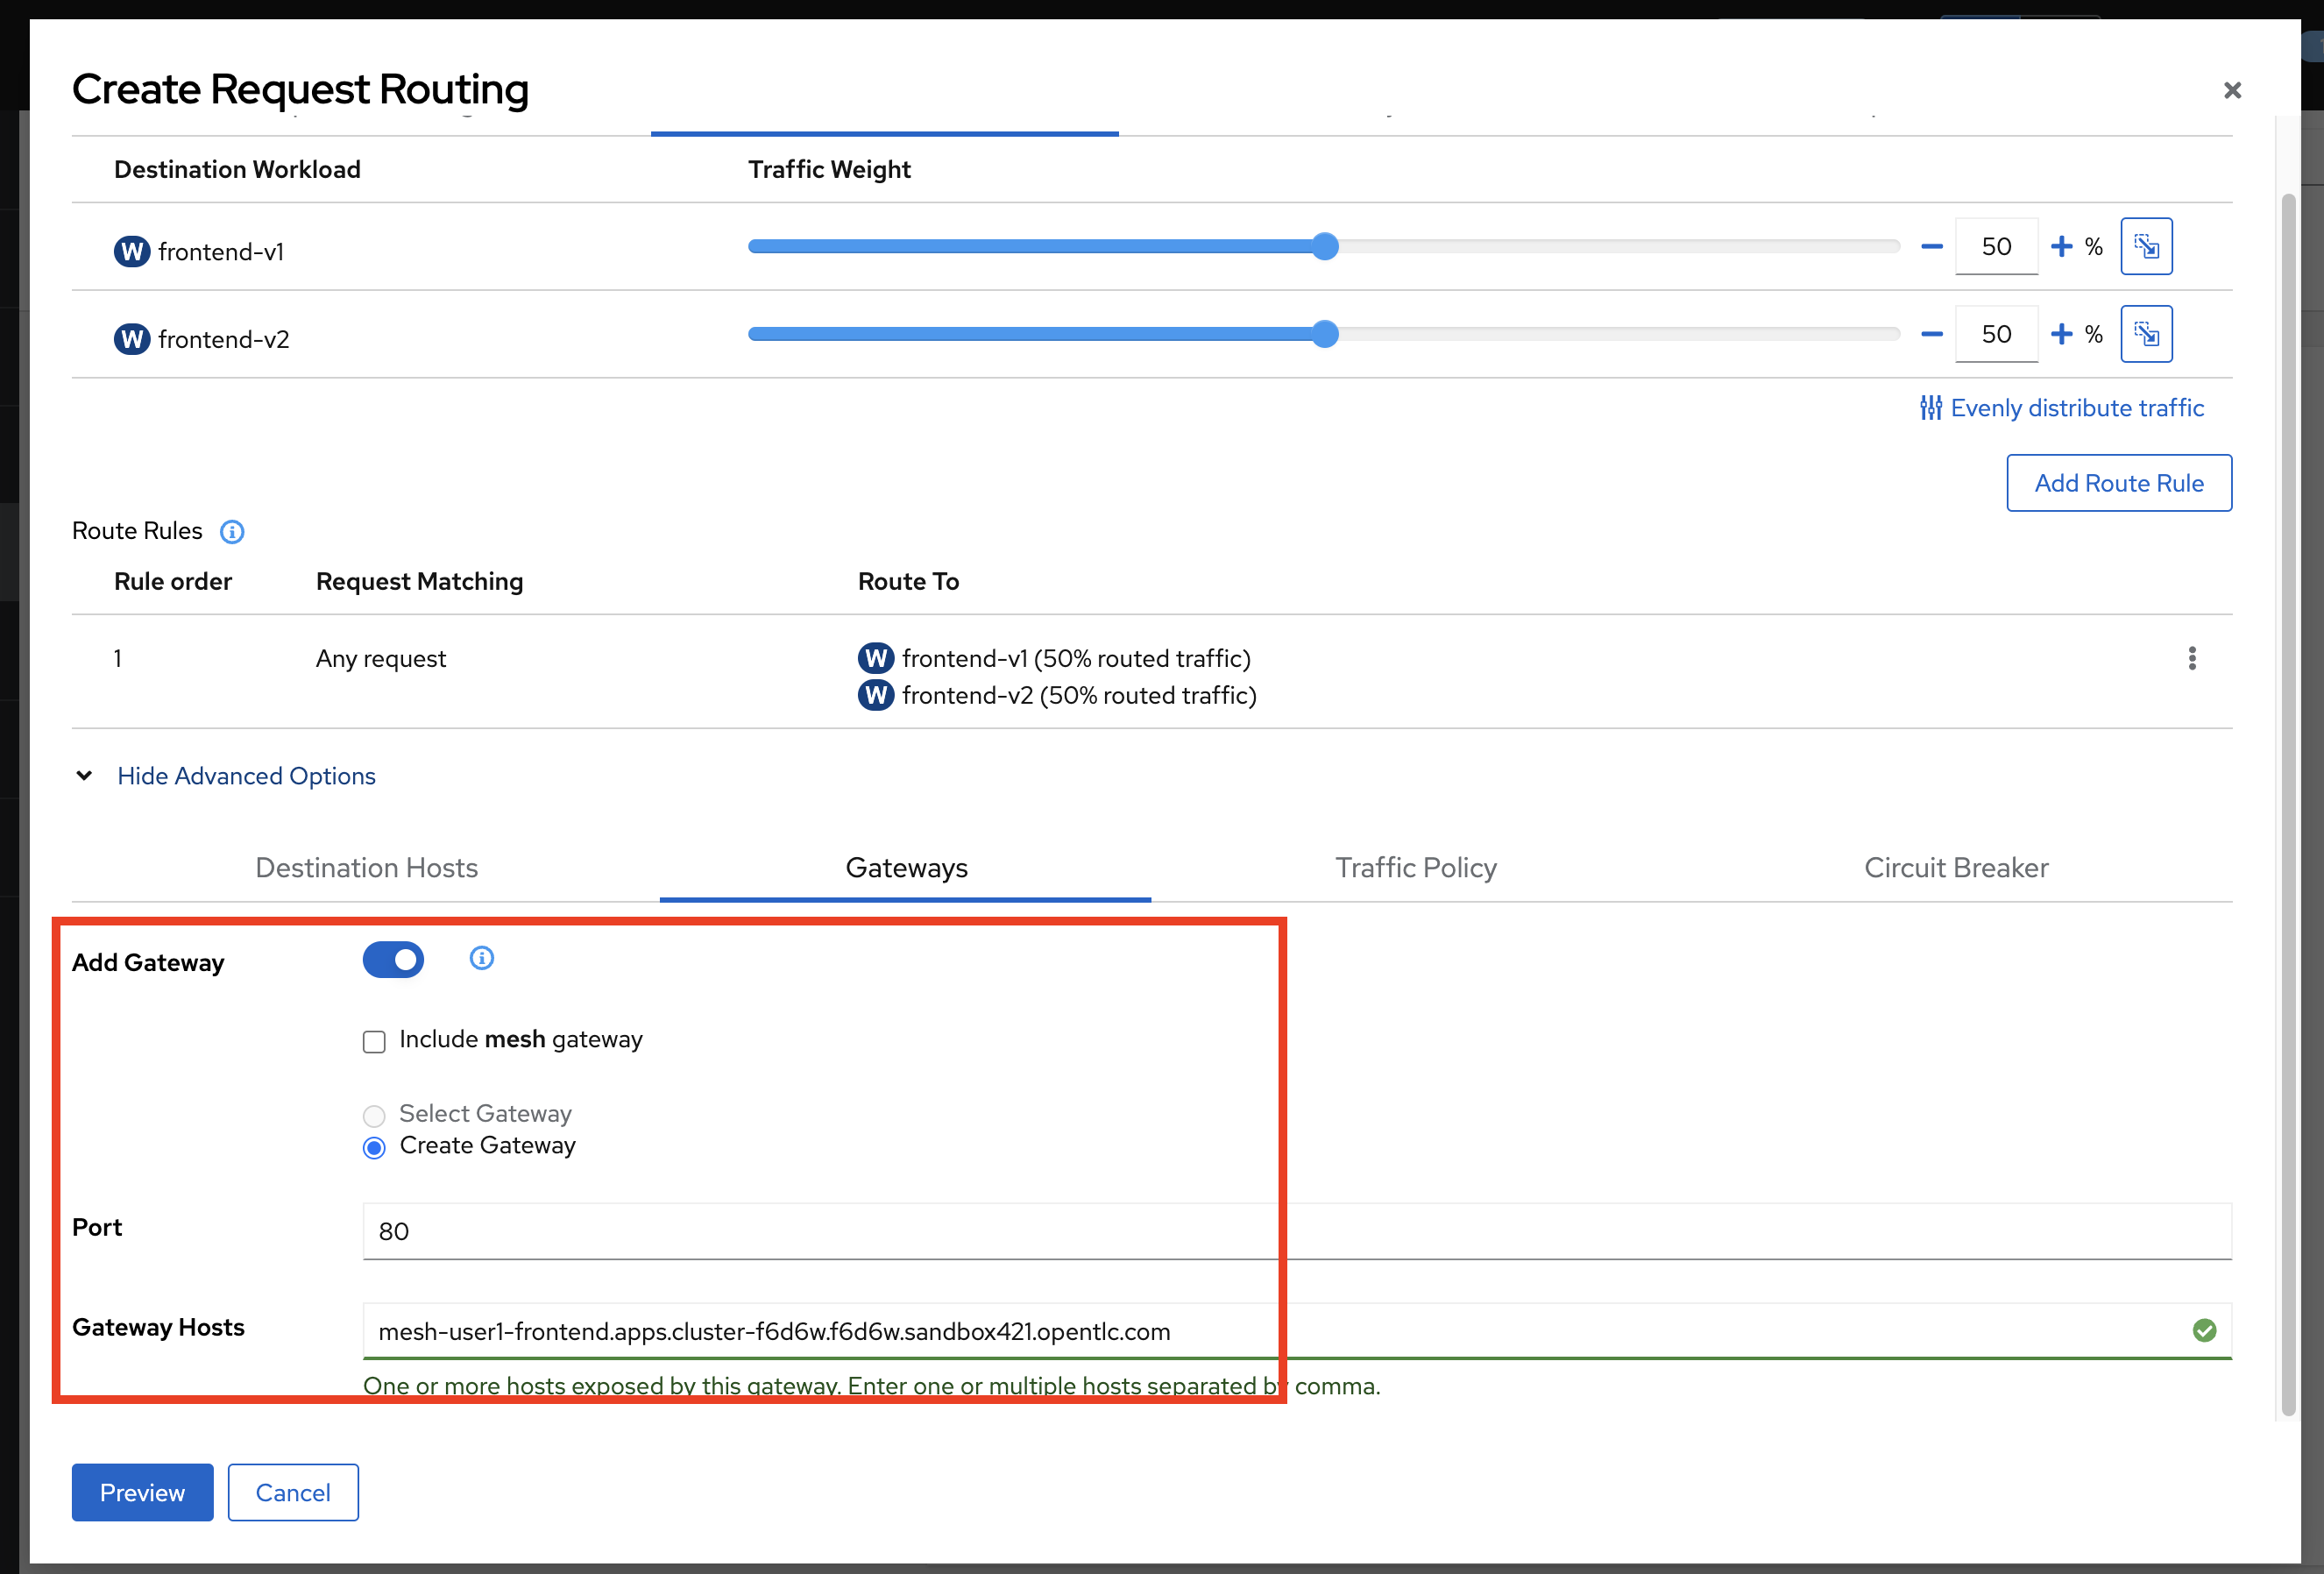 Create Request Routing
Destination Workload Traffic Weight
W frontend-v1 50 %
W frontend-v2 50 %
Evenly distribute traffic
Add Route Rule
Route Rules
Rule order Request Matching Route To
1 Any request W frontend-v1 (50% routed traffic)
W frontend-v2 (50% routed traffic)
Hide Advanced Options
Destination Hosts Gateways Traffic Policy Circuit Breaker
Add Gateway
Include mesh gateway
Select Gateway
Create Gateway
Port 80
Gateway Hosts mesh-user1-frontend.apps.cluster-f6d6w.f6d6w.sandbox421.opentlc.com
One or more hosts exposed by this gateway. Enter one or multiple hosts separated by comma.
Preview Cancel